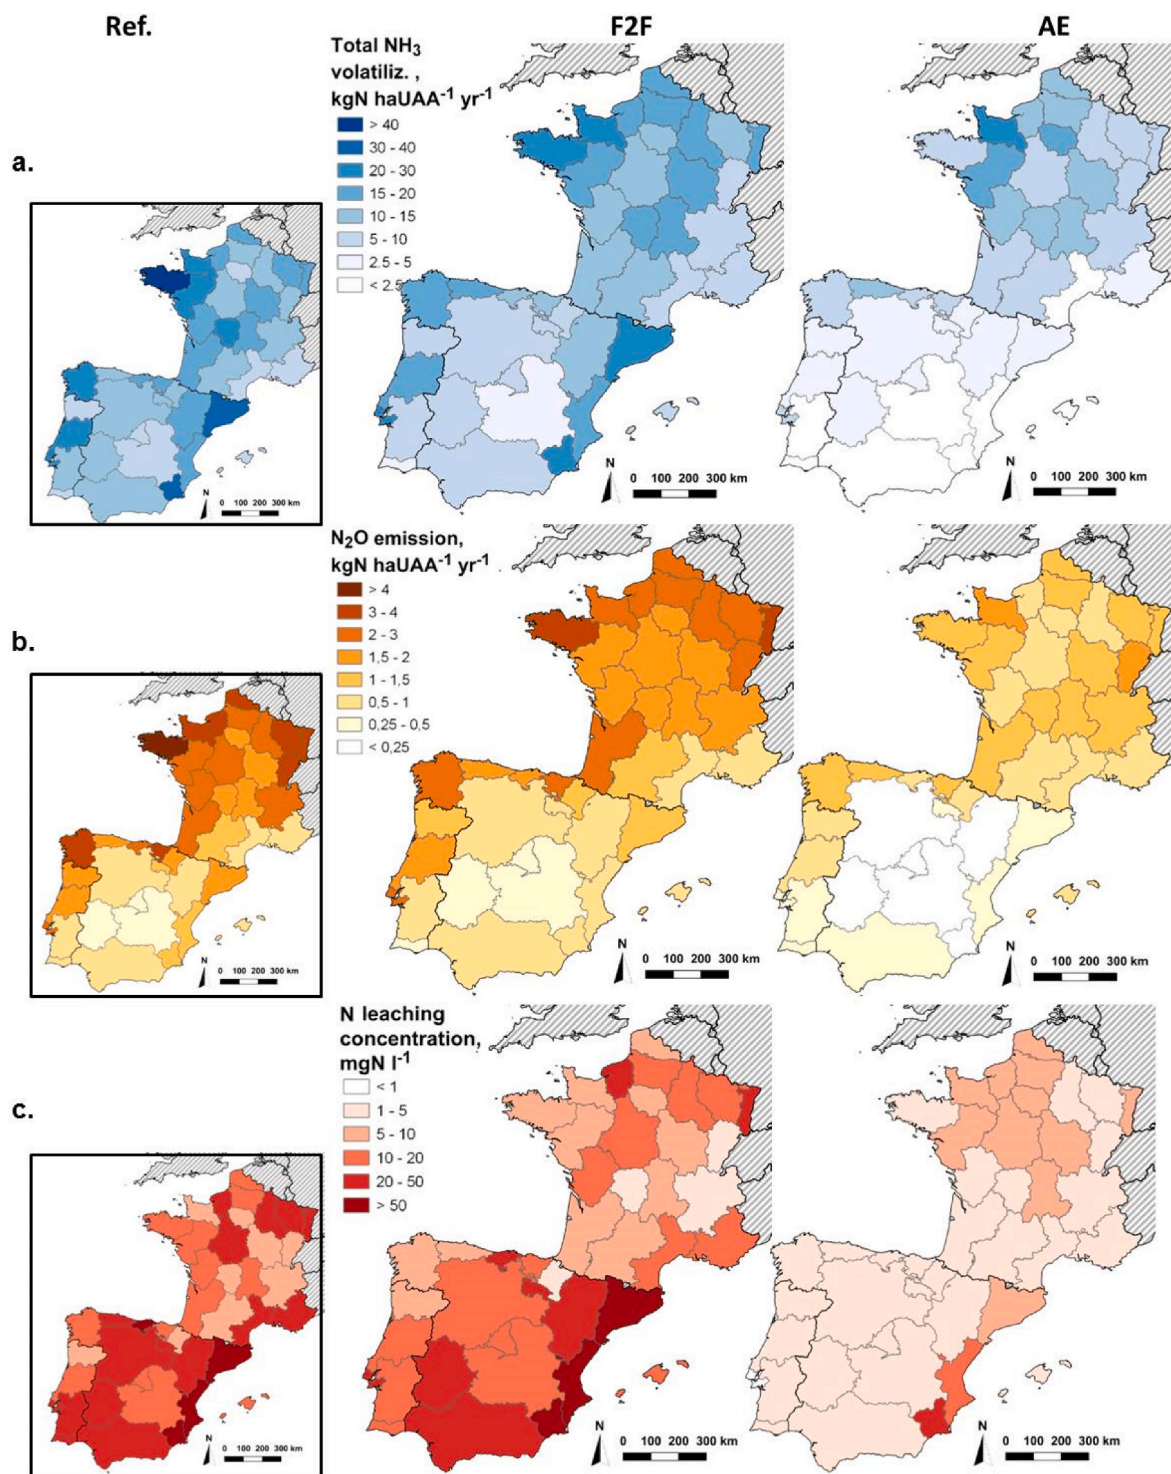 Ref.
F2F
AE
a.
Total NH₃
volatiliz. ,
kgN haUAA⁻¹ yr⁻¹
> 40
30 - 40
20 - 30
15 - 20
10 - 15
5 - 10
2.5 - 5
< 2.5
N
0 100 200 300 km
N
0 100 200 300 km
N
0 100 200 300 km
b.
N₂O emission,
kgN haUAA⁻¹ yr⁻¹
> 4
3 - 4
2 - 3
1,5 - 2
1 - 1,5
0,5 - 1
0,25 - 0,5
< 0,25
N
0 100 200 300 km
N
0 100 200 300 km
N
0 100 200 300 km
c.
N leaching
concentration,
mgN l⁻¹
< 1
1 - 5
5 - 10
10 - 20
20 - 50
> 50
N
0 100 200 300 km
N
0 100 200 300 km
N
0 100 200 300 km